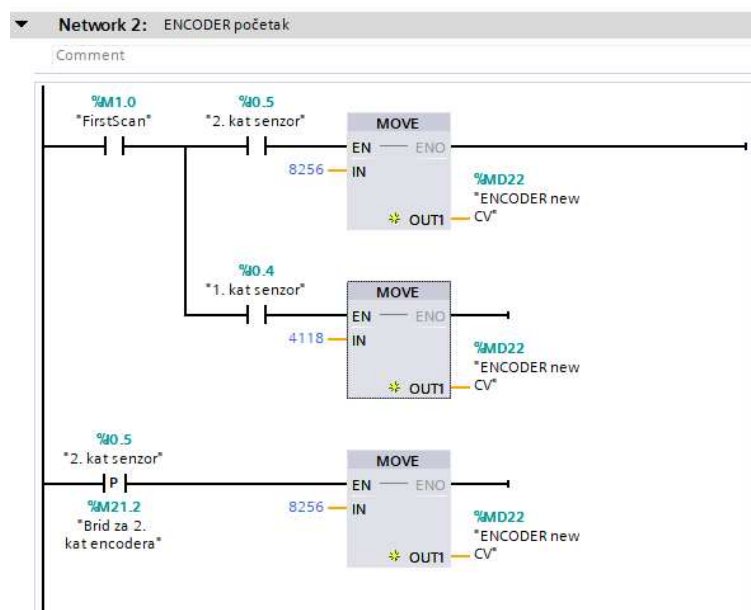 Network 2: ENCODER početak
Comment
%M1.0
"FirstScan"
%I0.5
"2. kat senzor"
MOVE
EN ENO
8256 IN
OUT1
%MD22
"ENCODER new
CV"
%I0.4
"1. kat senzor"
MOVE
EN ENO
4118 IN
OUT1
%MD22
"ENCODER new
CV"
%I0.5
"2. kat senzor"
P
%M21.2
"Brid za 2.
kat encodera"
MOVE
EN ENO
8256 IN
OUT1
%MD22
"ENCODER new
CV"